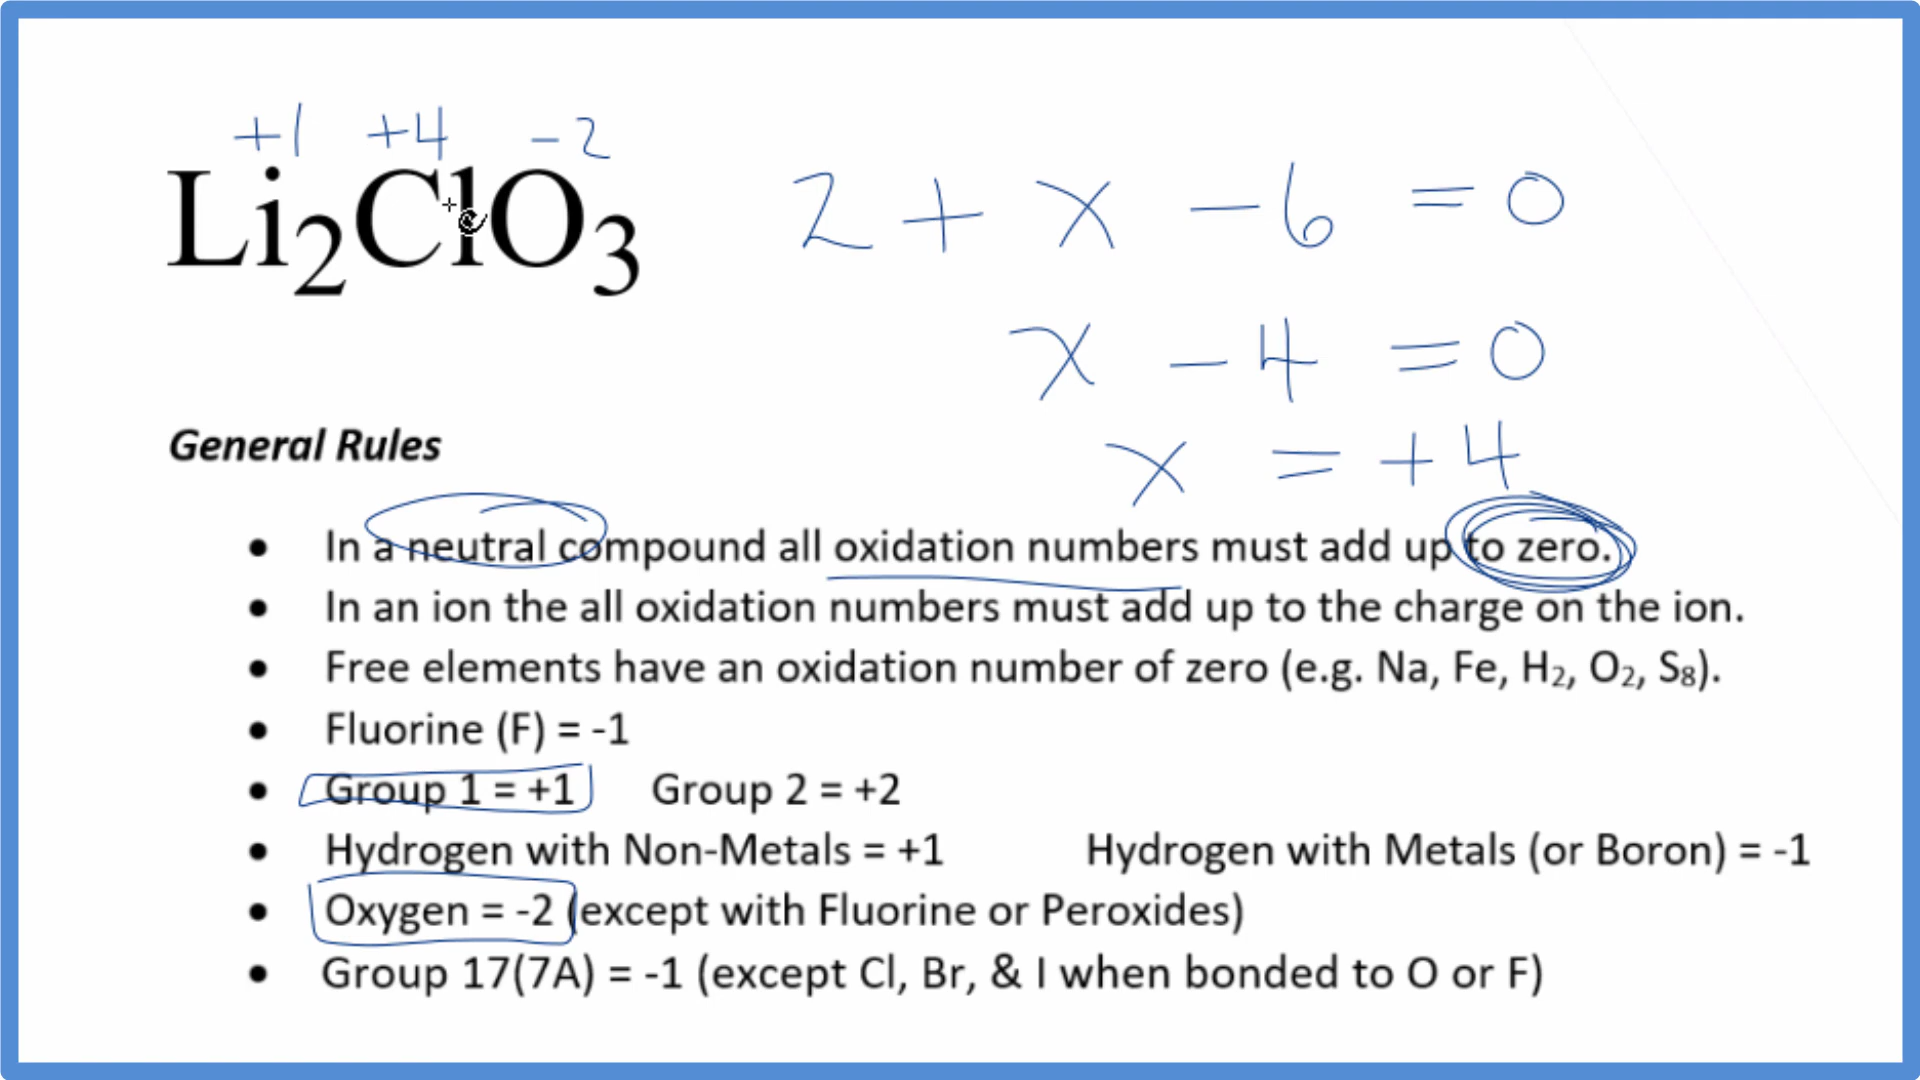 +1 +4 -2
Li₂ClO₃
2 + x - 6 = 0
x - 4 = 0
x = +4
General Rules
• In a neutral compound all oxidation numbers must add up to zero.
• In an ion the all oxidation numbers must add up to the charge on the ion.
• Free elements have an oxidation number of zero (e.g. Na, Fe, H₂, O₂, S₈).
• Fluorine (F) = -1
• Group 1 = +1 Group 2 = +2
• Hydrogen with Non-Metals = +1 Hydrogen with Metals (or Boron) = -1
• Oxygen = -2 (except with Fluorine or Peroxides)
• Group 17(7A) = -1 (except Cl, Br, & I when bonded to O or F)